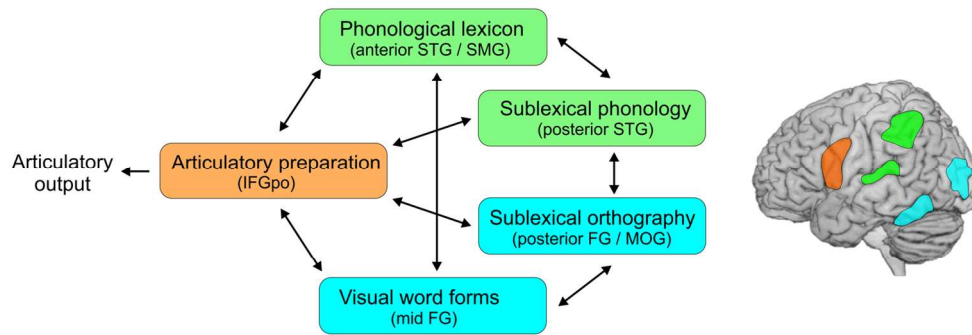 Phonological lexicon
(anterior STG / SMG)
Sublexical phonology
(posterior STG)
Articulatory
output
Articulatory preparation
(IFGpo)
Sublexical orthography
(posterior FG / MOG)
Visual word forms
(mid FG)